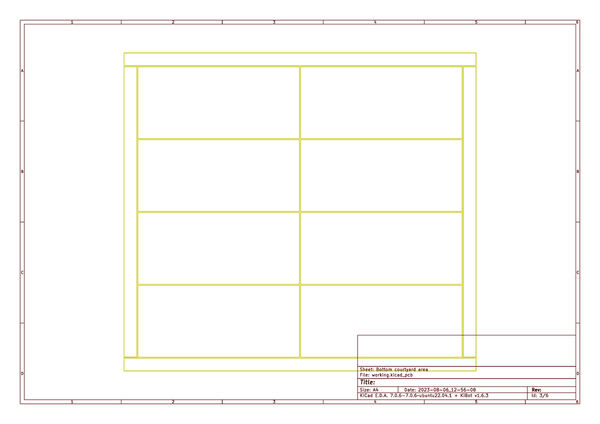 1 2 3 4 5 6
A A
B B
C C
D D
Sheet: Bottom courtyard area
File: working.kicad_pcb
Title:
Size: A4 Date: 2023-08-06_12-56-08 Rev:
KiCad E.D.A. 7.0.6-7.0.6~ubuntu22.04.1 + KiBot v1.6.3 Id: 3/6
1 2 3 4 5 6